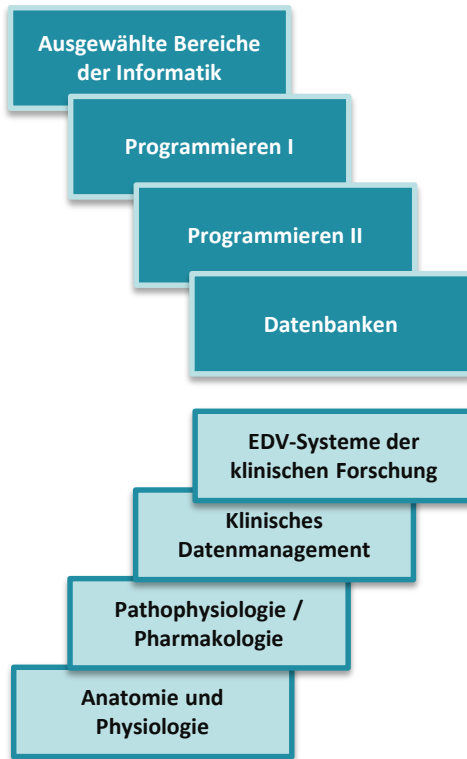 Ausgewählte Bereiche
der Informatik
Programmieren I
Programmieren II
Datenbanken
EDV-Systeme der
klinischen Forschung
Klinisches
Datenmanagement
Pathophysiologie /
Pharmakologie
Anatomie und
Physiologie